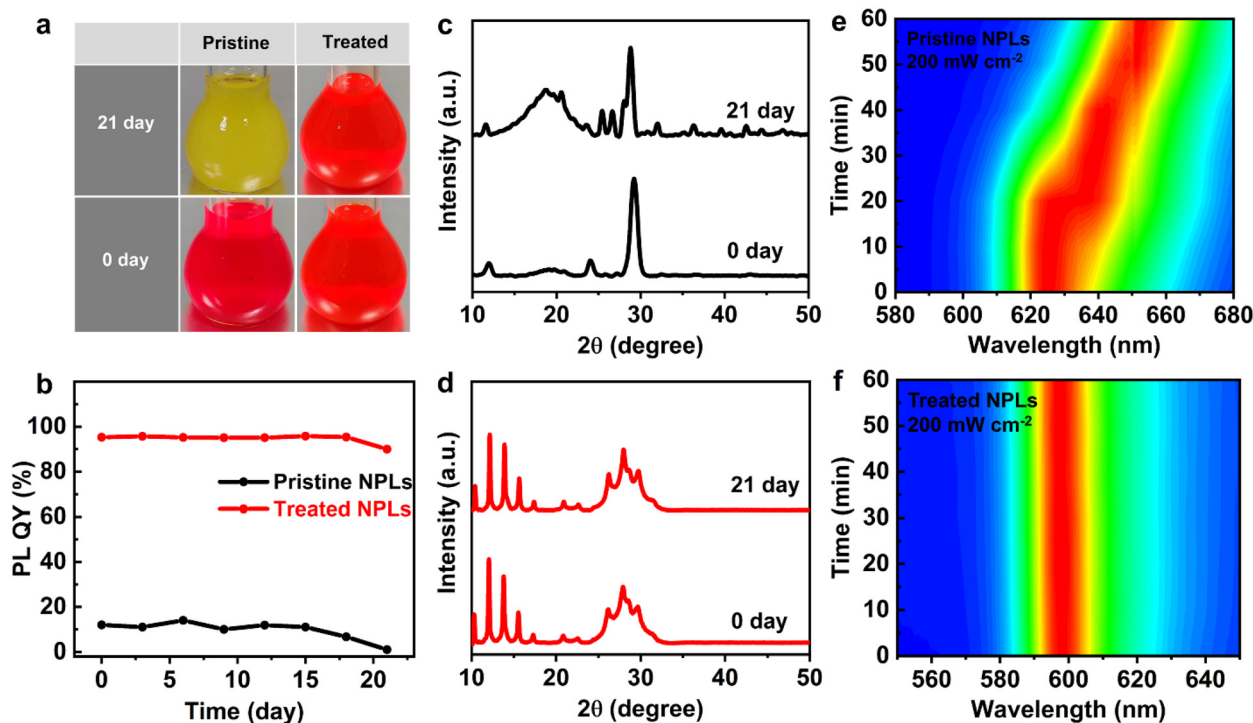 a
Pristine Treated
21 day
0 day
b
PL QY (%)
100
80
60
40
20
0
Pristine NPLs
Treated NPLs
0 5 10 15 20
Time (day)
c
Intensity (a.u.)
21 day
0 day
10 20 30 40 50
2θ (degree)
d
Intensity (a.u.)
21 day
0 day
10 20 30 40 50
2θ (degree)
e
Pristine NPLs
200 mW cm⁻²
Time (min)
60
50
40
30
20
10
0
580 600 620 640 660 680
Wavelength (nm)
f
Treated NPLs
200 mW cm⁻²
Time (min)
60
50
40
30
20
10
0
560 580 600 620 640
Wavelength (nm)